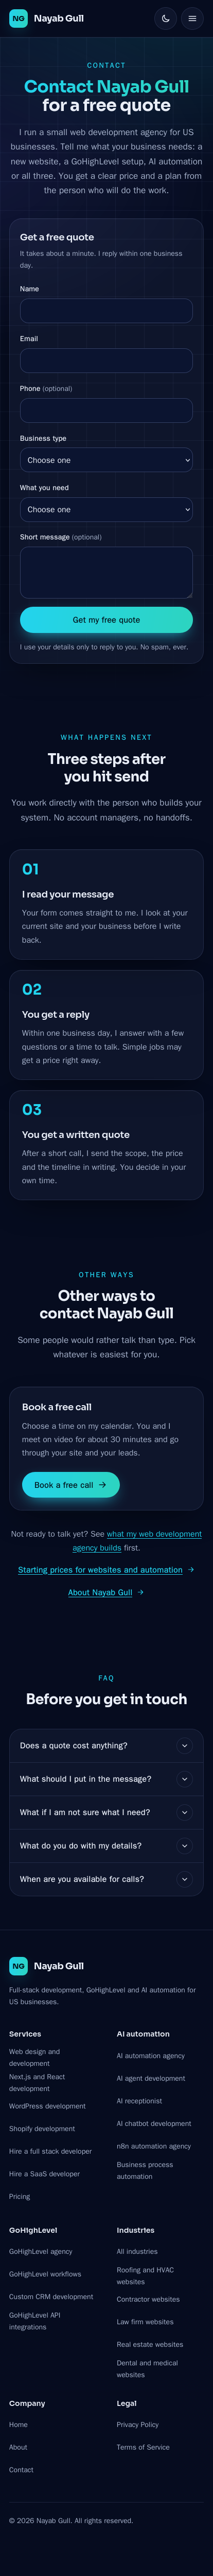 NG Nayab Gull
CONTACT
Contact Nayab Gull
for a free quote
I run a small web development agency for US
businesses. Tell me what your business needs: a
new website, a GoHighLevel setup, AI automation
or all three. You get a clear price and a plan from
the person who will do the work.
Get a free quote
It takes about a minute. I reply within one business
day.
Name
Email
Phone (optional)
Business type
Choose one
What you need
Choose one
Short message (optional)
Get my free quote
I use your details only to reply to you. No spam, ever.
WHAT HAPPENS NEXT
Three steps after
you hit send
You work directly with the person who builds your
system. No account managers, no handoffs.
01
I read your message
Your form comes straight to me. I look at your
current site and your business before I write
back.
02
You get a reply
Within one business day, I answer with a few
questions or a time to talk. Simple jobs may
get a price right away.
03
You get a written quote
After a short call, I send the scope, the price
and the timeline in writing. You decide in your
own time.
OTHER WAYS
Other ways to
contact Nayab Gull
Some people would rather talk than type. Pick
whatever is easiest for you.
Book a free call
Choose a time on my calendar. You and I
meet on video for about 30 minutes and go
through your site and your leads.
Book a free call →
Not ready to talk yet? See what my web development
agency builds first.
Starting prices for websites and automation →
About Nayab Gull →
FAQ
Before you get in touch
Does a quote cost anything?
What should I put in the message?
What if I am not sure what I need?
What do you do with my details?
When are you available for calls?
NG Nayab Gull
Full-stack development, GoHighLevel and AI automation for
US businesses.
Services
Web design and
development
Next.js and React
development
WordPress development
Shopify development
Hire a full stack developer
Hire a SaaS developer
Pricing
AI automation
AI automation agency
AI agent development
AI receptionist
AI chatbot development
n8n automation agency
Business process
automation
GoHighLevel
GoHighLevel agency
GoHighLevel workflows
Custom CRM development
GoHighLevel API
integrations
Industries
All industries
Roofing and HVAC
websites
Contractor websites
Law firm websites
Real estate websites
Dental and medical
websites
Company
Home
About
Contact
Legal
Privacy Policy
Terms of Service
© 2026 Nayab Gull. All rights reserved.